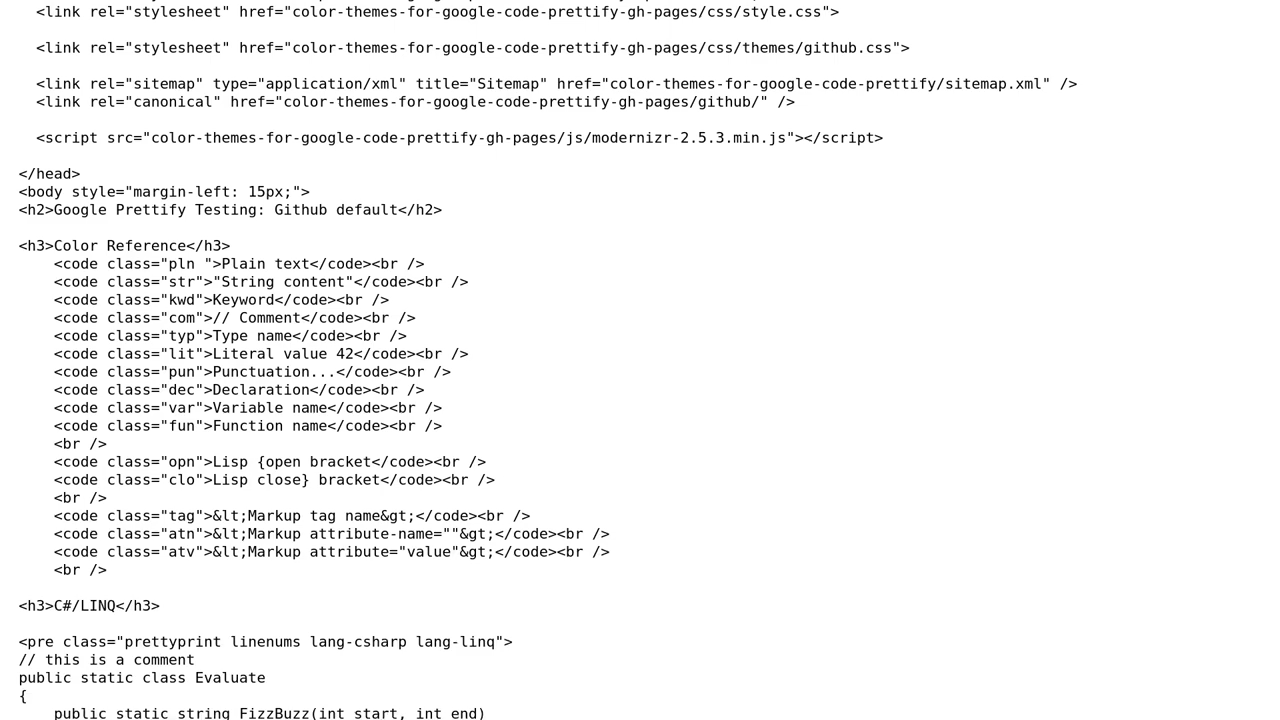 <link rel="stylesheet" href="color-themes-for-google-code-prettify-gh-pages/css/style.css">
<link rel="stylesheet" href="color-themes-for-google-code-prettify-gh-pages/css/themes/github.css">
<link rel="sitemap" type="application/xml" title="Sitemap" href="color-themes-for-google-code-prettify/sitemap.xml" />
<link rel="canonical" href="color-themes-for-google-code-prettify-gh-pages/github/" />
<script src="color-themes-for-google-code-prettify-gh-pages/js/modernizr-2.5.3.min.js"></script>
</head>
<body style="margin-left: 15px;">
<h2>Google Prettify Testing: Github default</h2>
<h3>Color Reference</h3>
<code class="pln ">Plain text</code><br />
<code class="str">"String content"</code><br />
<code class="kwd">Keyword</code><br />
<code class="com">// Comment</code><br />
<code class="typ">Type name</code><br />
<code class="lit">Literal value 42</code><br />
<code class="pun">Punctuation...</code><br />
<code class="dec">Declaration</code><br />
<code class="var">Variable name</code><br />
<code class="fun">Function name</code><br />
<br />
<code class="opn">Lisp {open bracket</code><br />
<code class="clo">Lisp close} bracket</code><br />
<br />
<code class="tag">&lt;Markup tag name&gt;</code><br />
<code class="atn">&lt;Markup attribute-name=""&gt;</code><br />
<code class="atv">&lt;Markup attribute="value"&gt;</code><br />
<br />
<h3>C#/LINQ</h3>
<pre class="prettyprint linenums lang-csharp lang-linq">
// this is a comment
public static class Evaluate
{
public static string FizzBuzz(int start, int end)